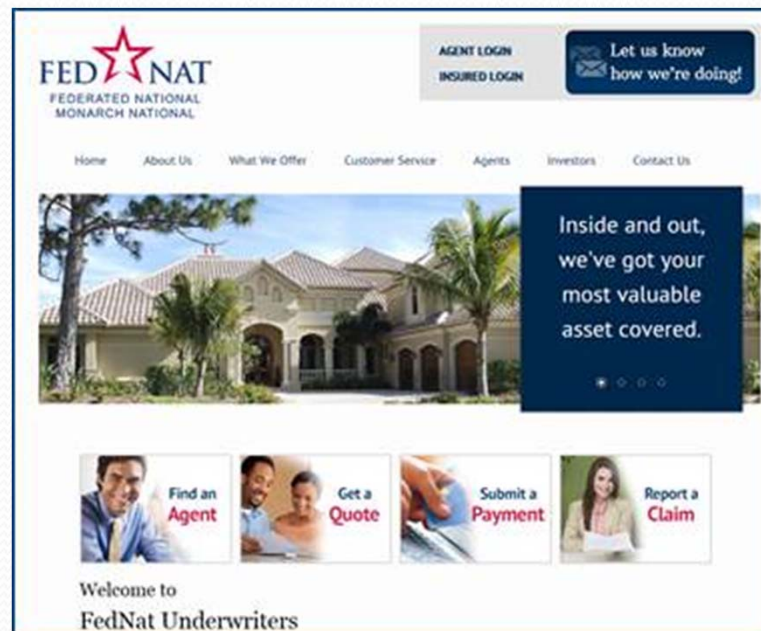 FED NAT
FEDERATED NATIONAL
MONARCH NATIONAL
AGENT LOGIN
INSURED LOGIN
Let us know
how we're doing!
Home About Us What We Offer Customer Service Agents Investors Contact Us
Inside and out,
we've got your
most valuable
asset covered.
Find an
Agent
Get a
Quote
Submit a
Payment
Report a
Claim
Welcome to
FedNat Underwriters